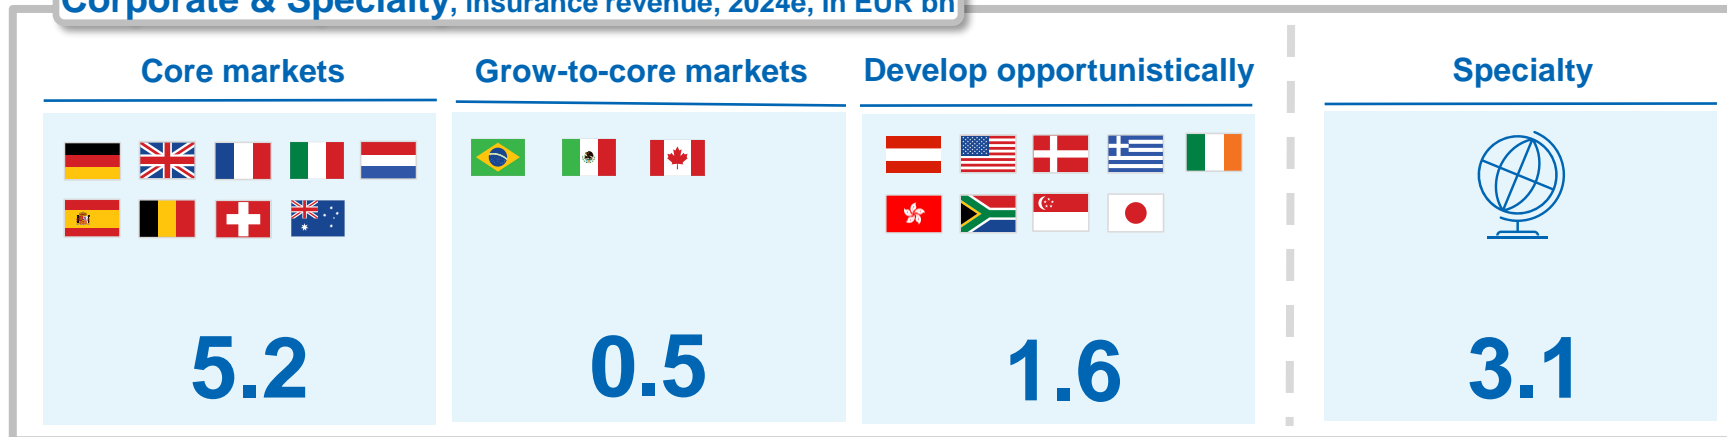 Corporate & Specialty, insurance revenue, 2024e, in EUR bn
Core markets
Grow-to-core markets
Develop opportunistically
Specialty
5.2
0.5
1.6
3.1